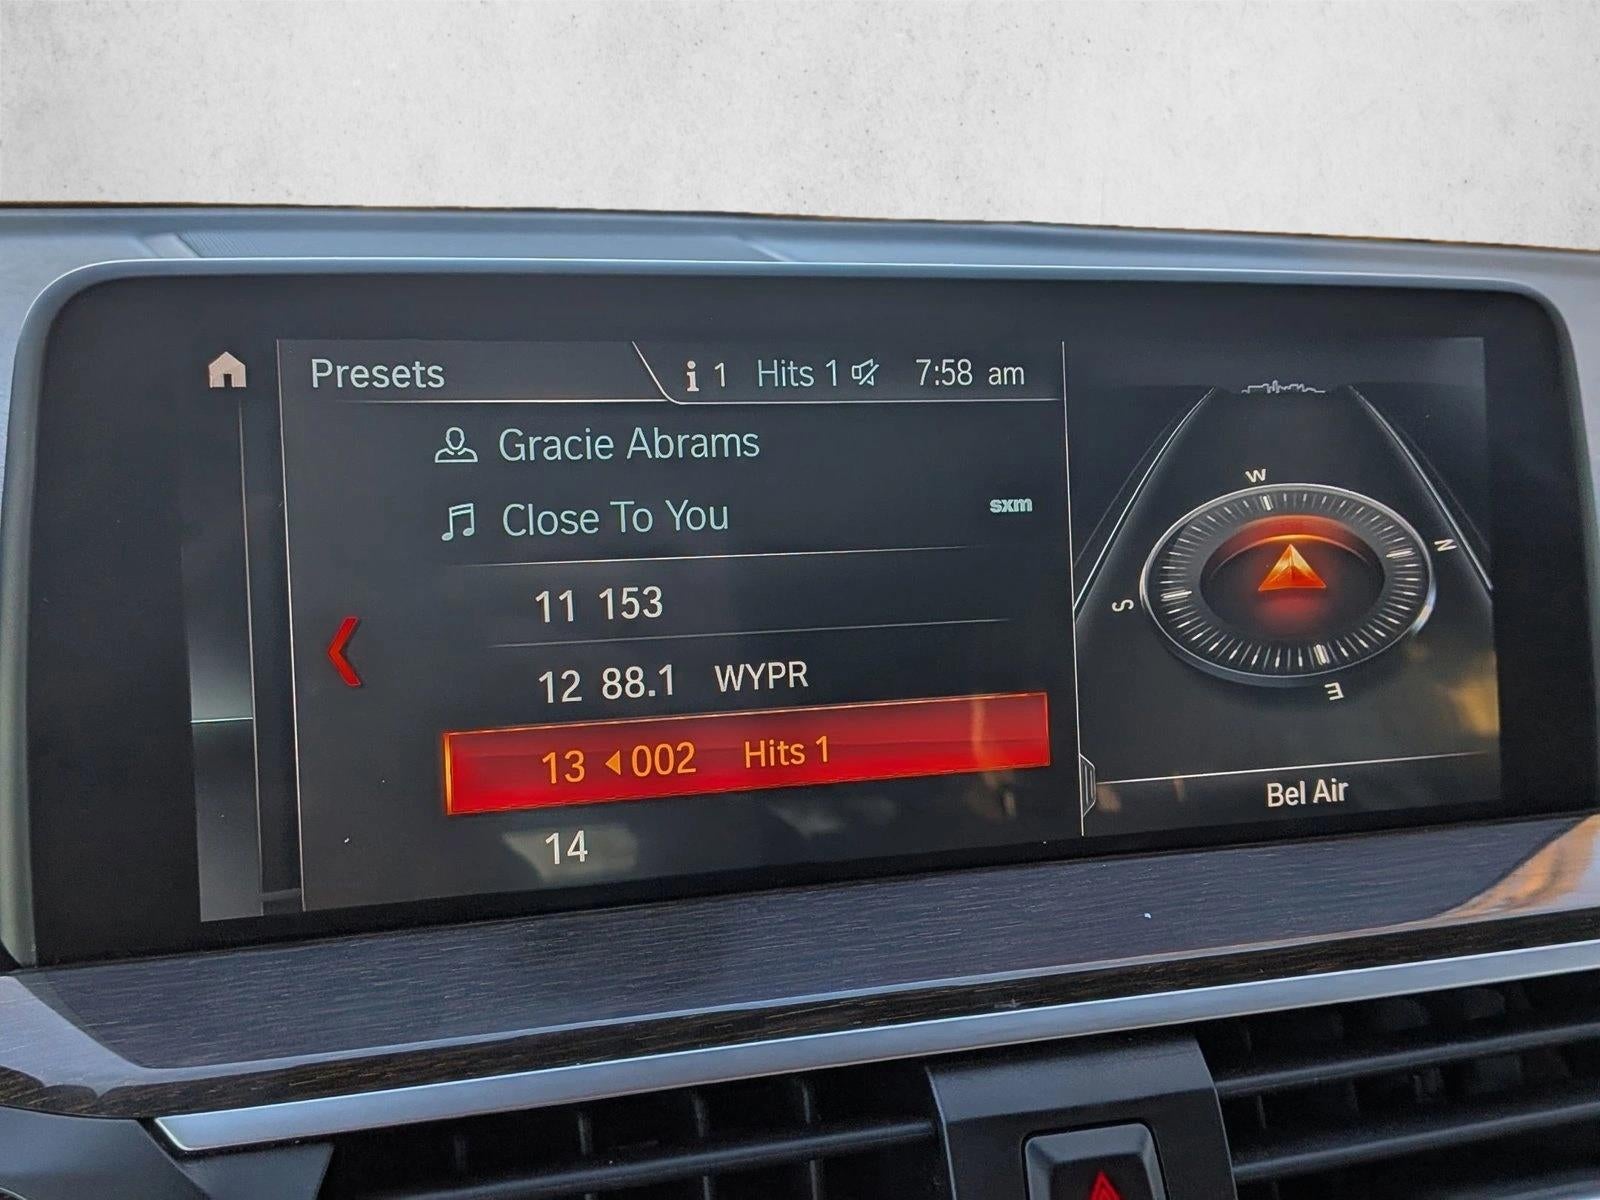 Presets
i 1 Hits 1 7:58 am
Gracie Abrams
Close To You
sxm
11 153
12 88.1 WYPR
13 ◂002 Hits 1
14
W
N
S
E
Bel Air